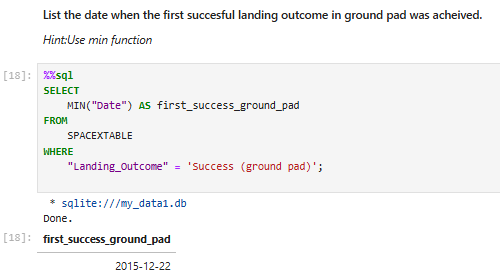 List the date when the first succesful landing outcome in ground pad was acheived.
Hint:Use min function
[18]: %%sql
SELECT
MIN("Date") AS first_success_ground_pad
FROM
SPACEXTABLE
WHERE
"Landing_Outcome" = 'Success (ground pad)';
* sqlite:///my_data1.db
Done.
[18]: first_success_ground_pad
2015-12-22